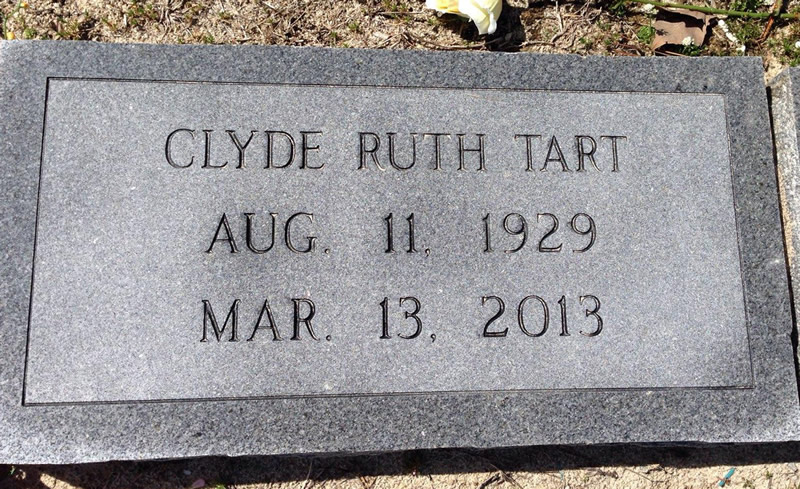 CLYDE RUTH TART
AUG. 11, 1929
MAR. 13, 2013